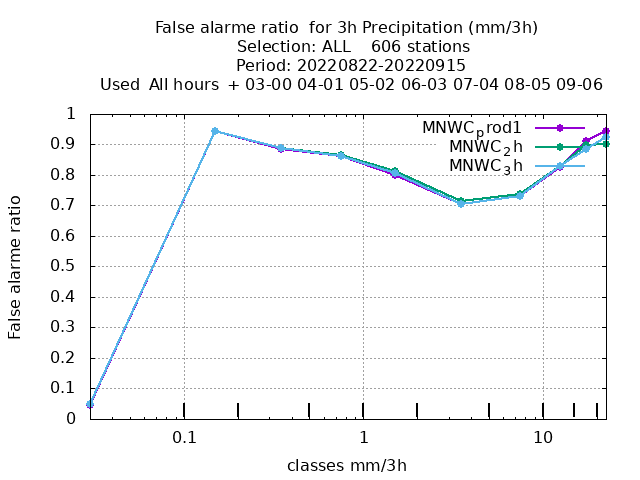 False alarme ratio  for 3h Precipitation (mm/3h)
Selection: ALL    606 stations
Period: 20220822-20220915
Used  All hours  + 03-00 04-01 05-02 06-03 07-04 08-05 09-06
MNWC_prod1
MNWC_2h
MNWC_3h
1
0.9
0.8
0.7
0.6
0.5
0.4
0.3
0.2
0.1
0
False alarme ratio
0.1
1
10
classes mm/3h